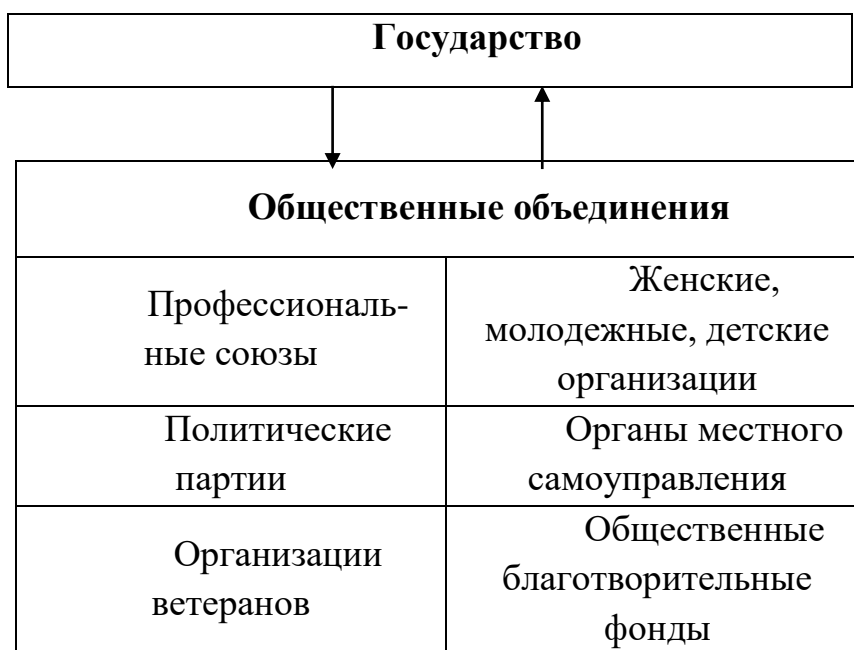 Государство
Общественные объединения
Профессиональ-
ные союзы
Женские,
молодежные, детские
организации
Политические
партии
Органы местного
самоуправления
Организации
ветеранов
Общественные
благотворительные
фонды